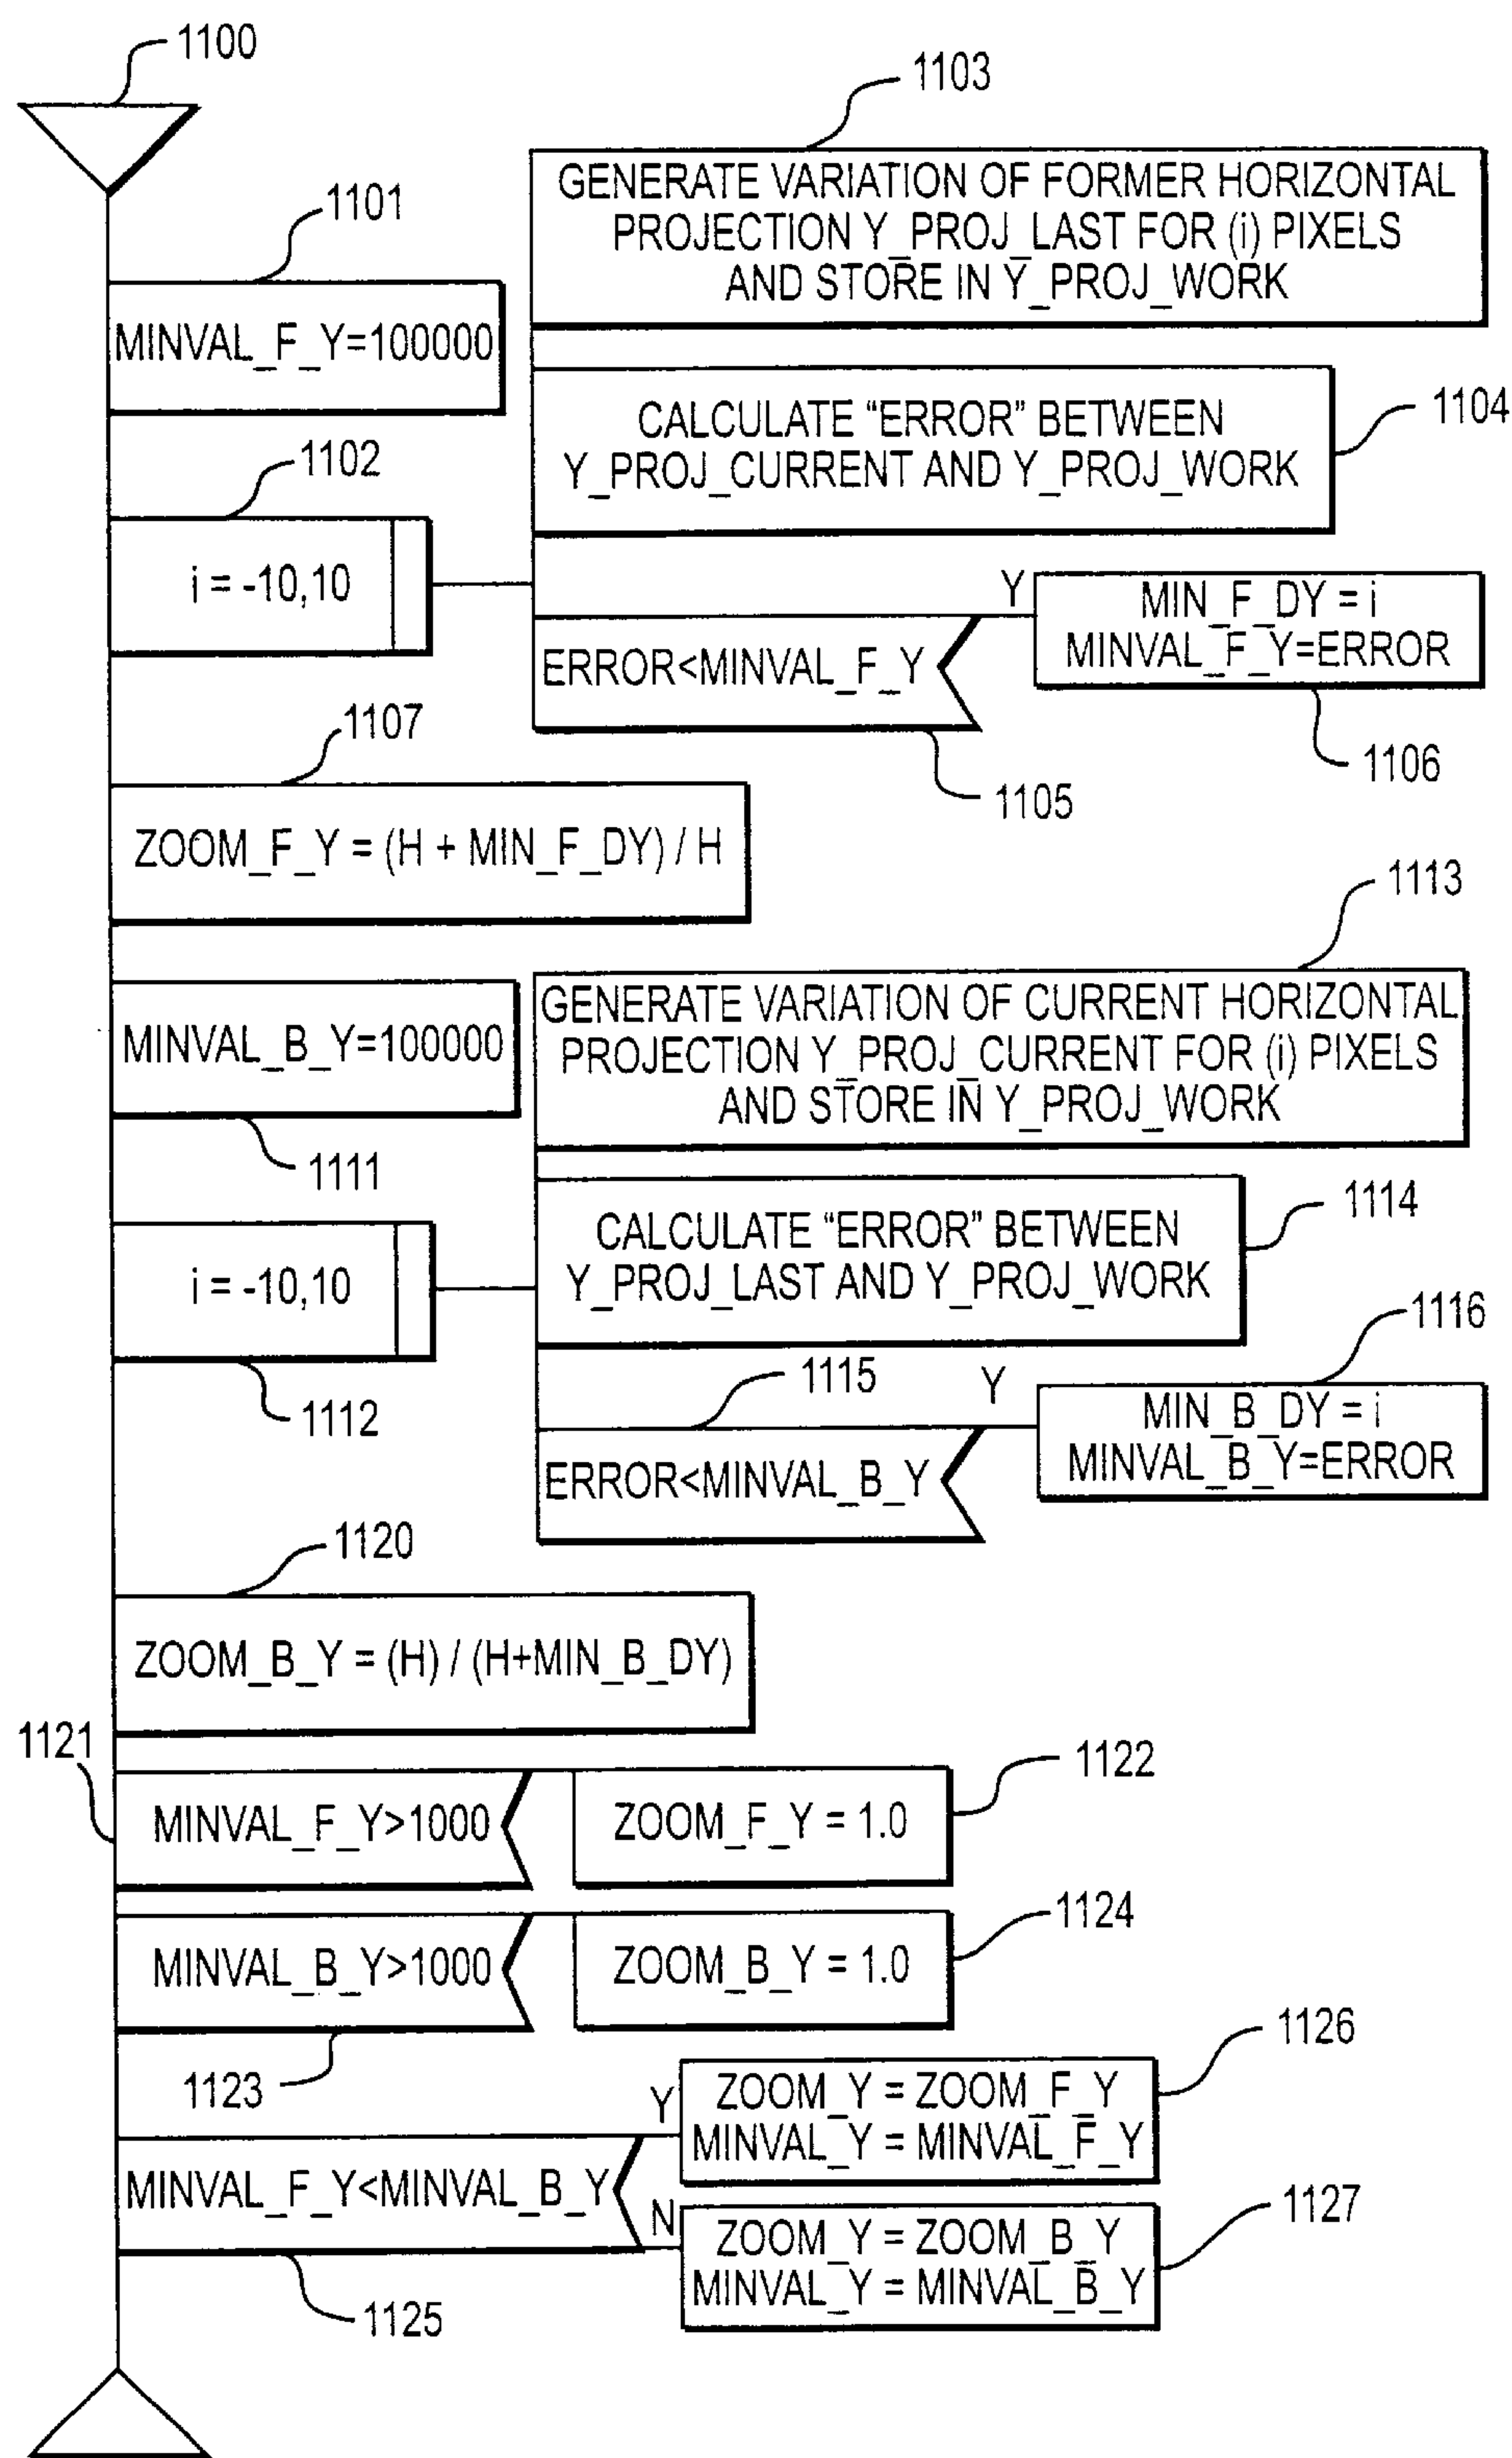 1100
1103
GENERATE VARIATION OF FORMER HORIZONTAL
PROJECTION Y_PROJ_LAST FOR (i) PIXELS
AND STORE IN Y_PROJ_WORK
1101
MINVAL_F_Y=100000
CALCULATE “ERROR” BETWEEN
Y_PROJ_CURRENT AND Y_PROJ_WORK
1104
1102
i = -10,10
ERROR<MINVAL_F_Y
Y
MIN_F_DY = i
MINVAL_F_Y=ERROR
1106
1105
1107
ZOOM_F_Y = (H + MIN_F_DY) / H
1113
GENERATE VARIATION OF CURRENT HORIZONTAL
PROJECTION Y_PROJ_CURRENT FOR (i) PIXELS
AND STORE IN Y_PROJ_WORK
MINVAL_B_Y=100000
1111
CALCULATE “ERROR” BETWEEN
Y_PROJ_LAST AND Y_PROJ_WORK
1114
i = -10,10
1112
1115
ERROR<MINVAL_B_Y
Y
1116
MIN_B_DY = i
MINVAL_B_Y=ERROR
1120
ZOOM_B_Y = (H) / (H+MIN_B_DY)
1121
MINVAL_F_Y>1000
ZOOM_F_Y = 1.0
1122
MINVAL_B_Y>1000
ZOOM_B_Y = 1.0
1124
1123
MINVAL_F_Y<MINVAL_B_Y
Y
ZOOM_Y = ZOOM_F_Y
MINVAL_Y = MINVAL_F_Y
1126
N
ZOOM_Y = ZOOM_B_Y
MINVAL_Y = MINVAL_B_Y
1127
1125